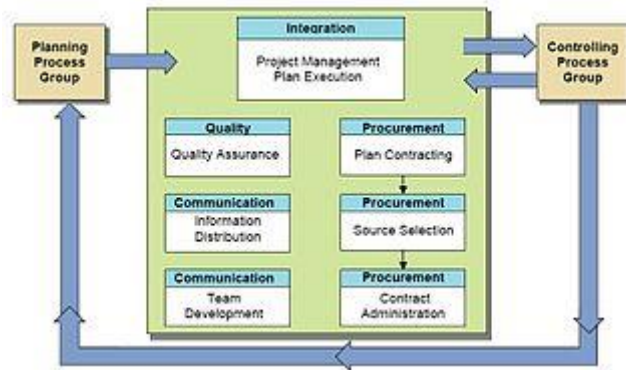 Planning
Process
Group
Integration
Project Management
Plan Execution
Controlling
Process
Group
Quality
Quality Assurance
Procurement
Plan Contracting
Communication
Information
Distribution
Procurement
Source Selection
Communication
Team
Development
Procurement
Contract
Administration